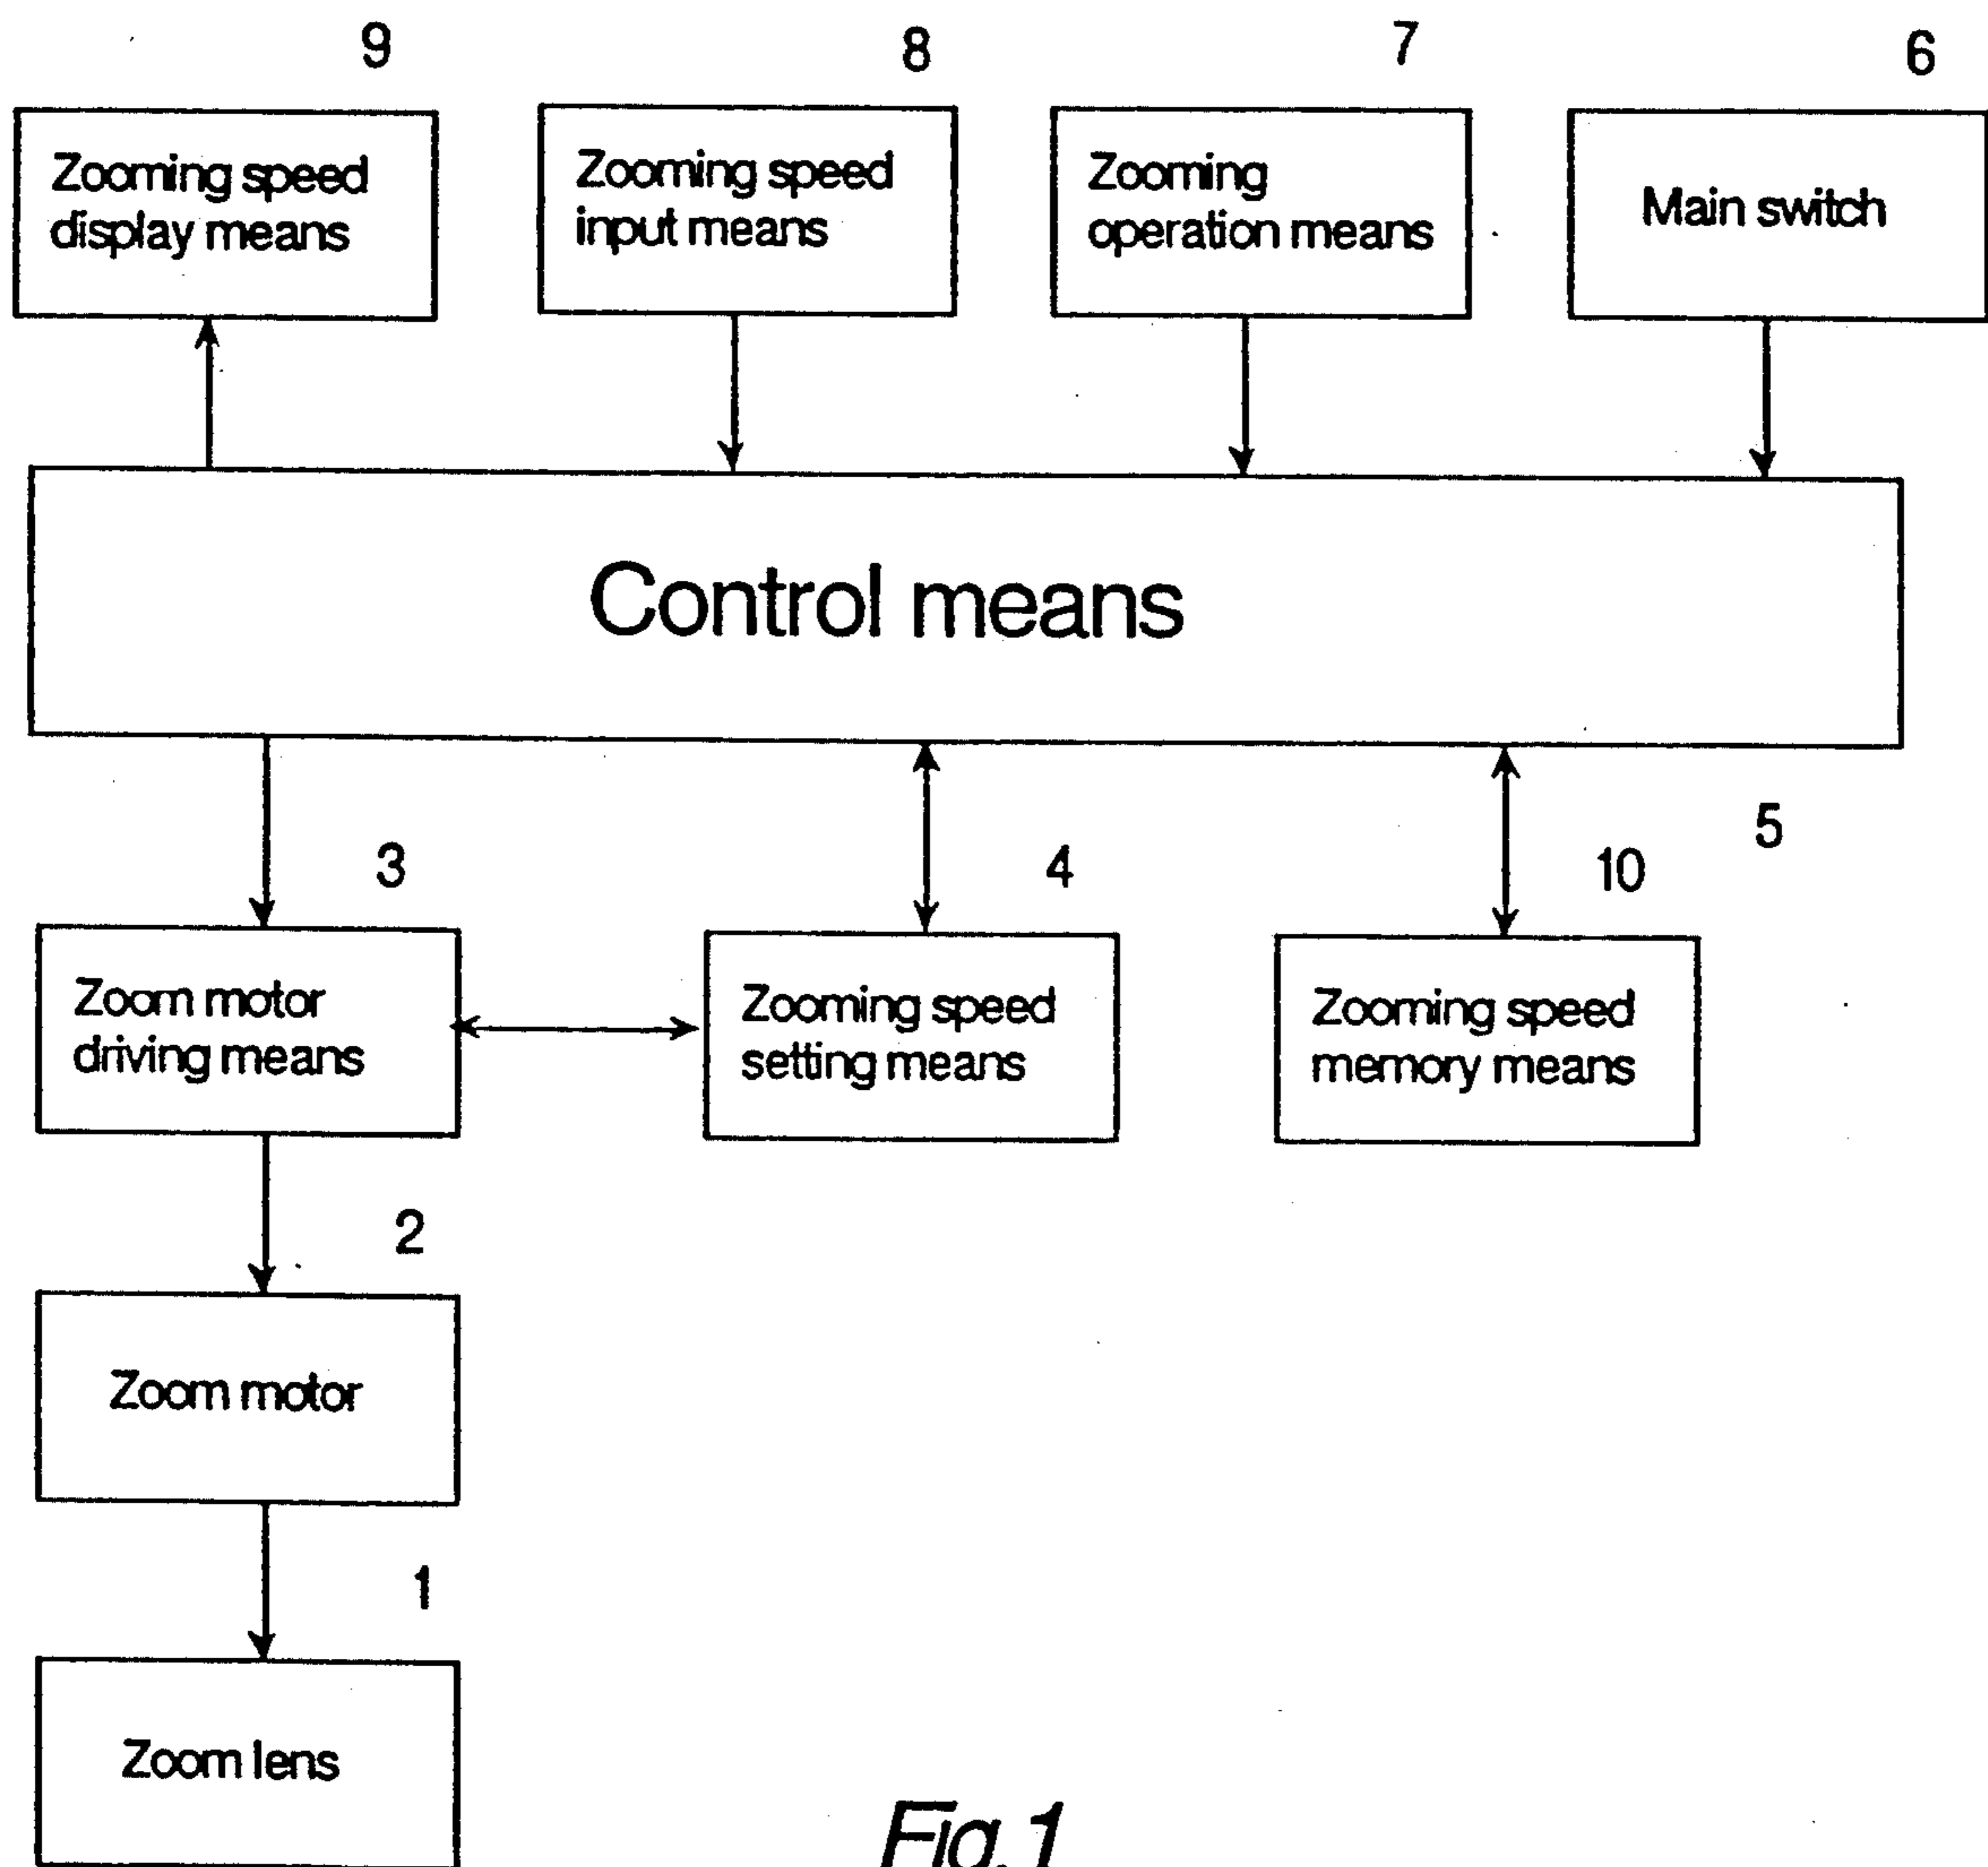 9
8
7
6
Zooming speed
display means
Zooming speed
input means
Zooming
operation means
Main switch
Control means
5
3
4
10
Zoom motor
driving means
Zooming speed
setting means
Zooming speed
memory means
2
Zoom motor
1
Zoom lens
Fig.1